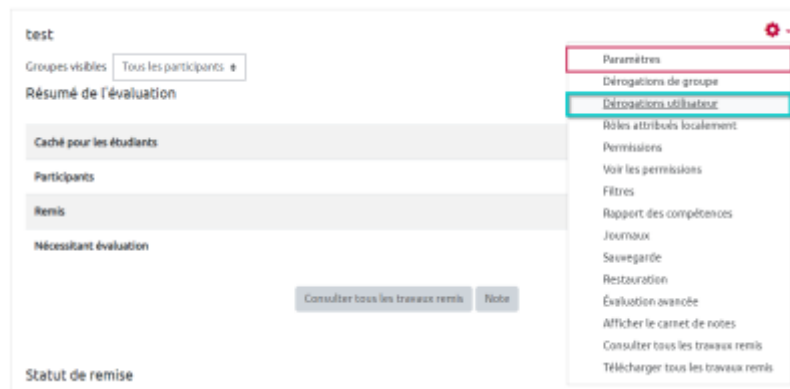 test
Groupes visibles Tous les participants
Résumé de l'évaluation
Caché pour les étudiants
Participants
Remis
Nécessitant évaluation
Consulter tous les travaux remis Note
Statut de remise
Paramètres
Dérogations de groupe
Dérogations utilisateur
Rôles attribués localement
Permissions
Voir les permissions
Filtres
Rapport des compétences
Journaux
Sauvegarde
Restauration
Évaluation avancée
Afficher le carnet de notes
Consulter tous les travaux remis
Télécharger tous les travaux remis